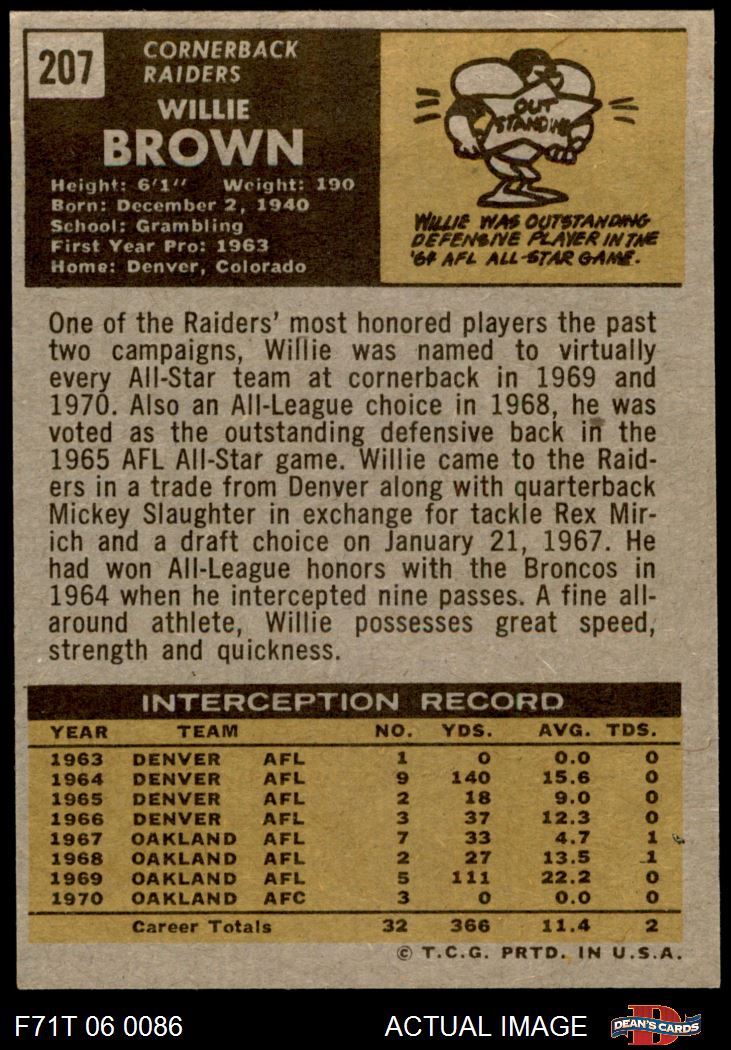 207
CORNERBACK
RAIDERS
WILLIE
BROWN
Height: 6'1" Weight: 190
Born: December 2, 1940
School: Grambling
First Year Pro: 1963
Home: Denver, Colorado
OUT
STANDING
WILLIE WAS OUTSTANDING
DEFENSIVE PLAYER IN THE
'64 AFL ALL-STAR GAME.
One of the Raiders' most honored players the past
two campaigns, Willie was named to virtually
every All-Star team at cornerback in 1969 and
1970. Also an All-League choice in 1968, he was
voted as the outstanding defensive back in the
1965 AFL All-Star game. Willie came to the Raid-
ers in a trade from Denver along with quarterback
Mickey Slaughter in exchange for tackle Rex Mir-
ich and a draft choice on January 21, 1967. He
had won All-League honors with the Broncos in
1964 when he intercepted nine passes. A fine all-
around athlete, Willie possesses great speed,
strength and quickness.
INTERCEPTION RECORD
YEAR TEAM NO. YDS. AVG. TDS.
1963 DENVER AFL 1 0 0.0 0
1964 DENVER AFL 9 140 15.6 0
1965 DENVER AFL 2 18 9.0 0
1966 DENVER AFL 3 37 12.3 0
1967 OAKLAND AFL 7 33 4.7 1
1968 OAKLAND AFL 2 27 13.5 1
1969 OAKLAND AFL 5 111 22.2 0
1970 OAKLAND AFC 3 0 0.0 0
Career Totals 32 366 11.4 2
© T.C.G. PRTD. IN U.S.A.
F71T 06 0086 ACTUAL IMAGE D DEAN'S CARDS